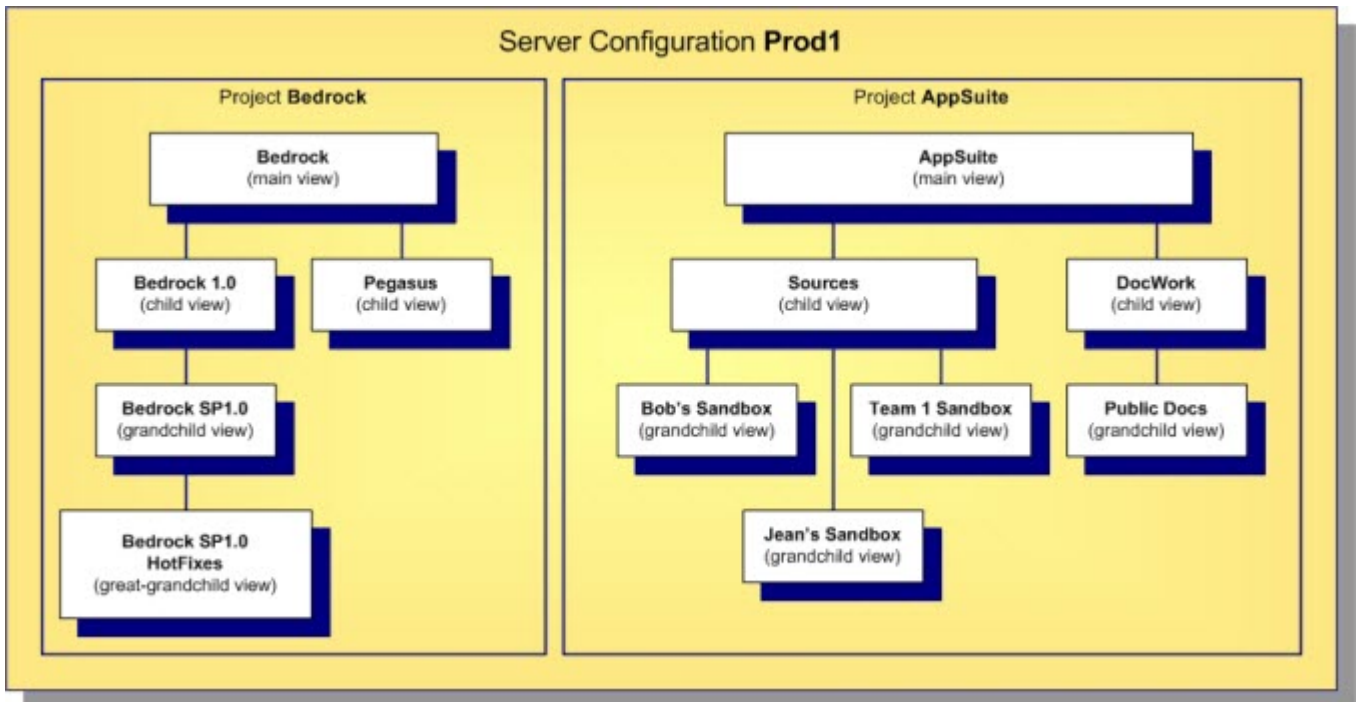 Server Configuration Prod1
Project Bedrock
Bedrock
(main view)
Bedrock 1.0
(child view)
Pegasus
(child view)
Bedrock SP1.0
(grandchild view)
Bedrock SP1.0
HotFixes
(great-grandchild view)
Project AppSuite
AppSuite
(main view)
Sources
(child view)
DocWork
(child view)
Bob's Sandbox
(grandchild view)
Team 1 Sandbox
(grandchild view)
Public Docs
(grandchild view)
Jean's Sandbox
(grandchild view)